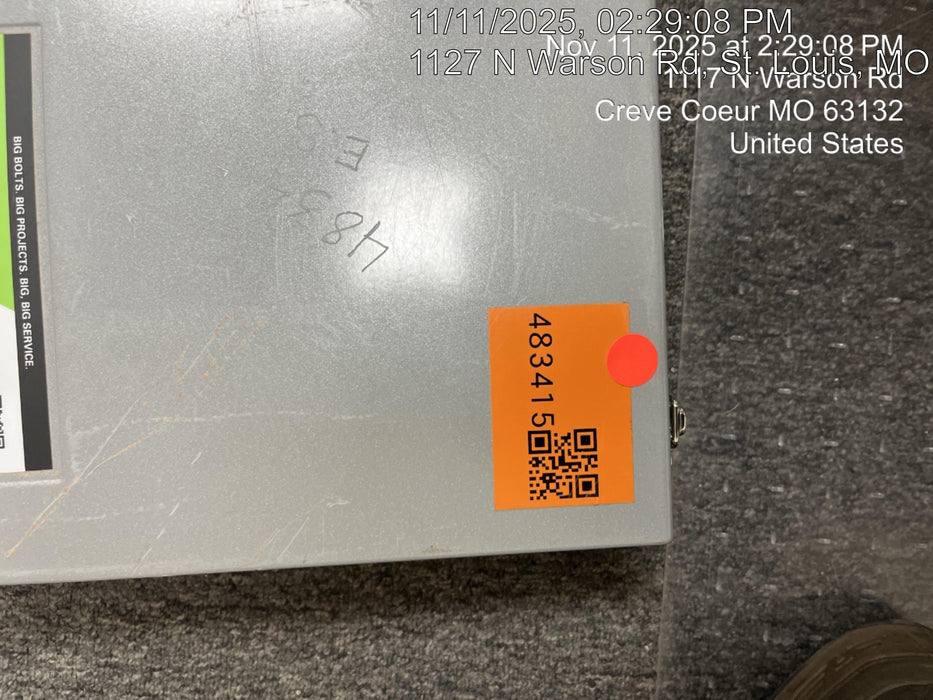 11/11/2025, 02:29:08 PM
1127 N Warson Rd, St. Louis, MO
Nov 11, 2025 at 2:29:08 PM
1117 N Warson Rd
Creve Coeur MO 63132
United States
BIG BOLTS. BIG PROJECTS. BIG, BIG SERVICE.
483415